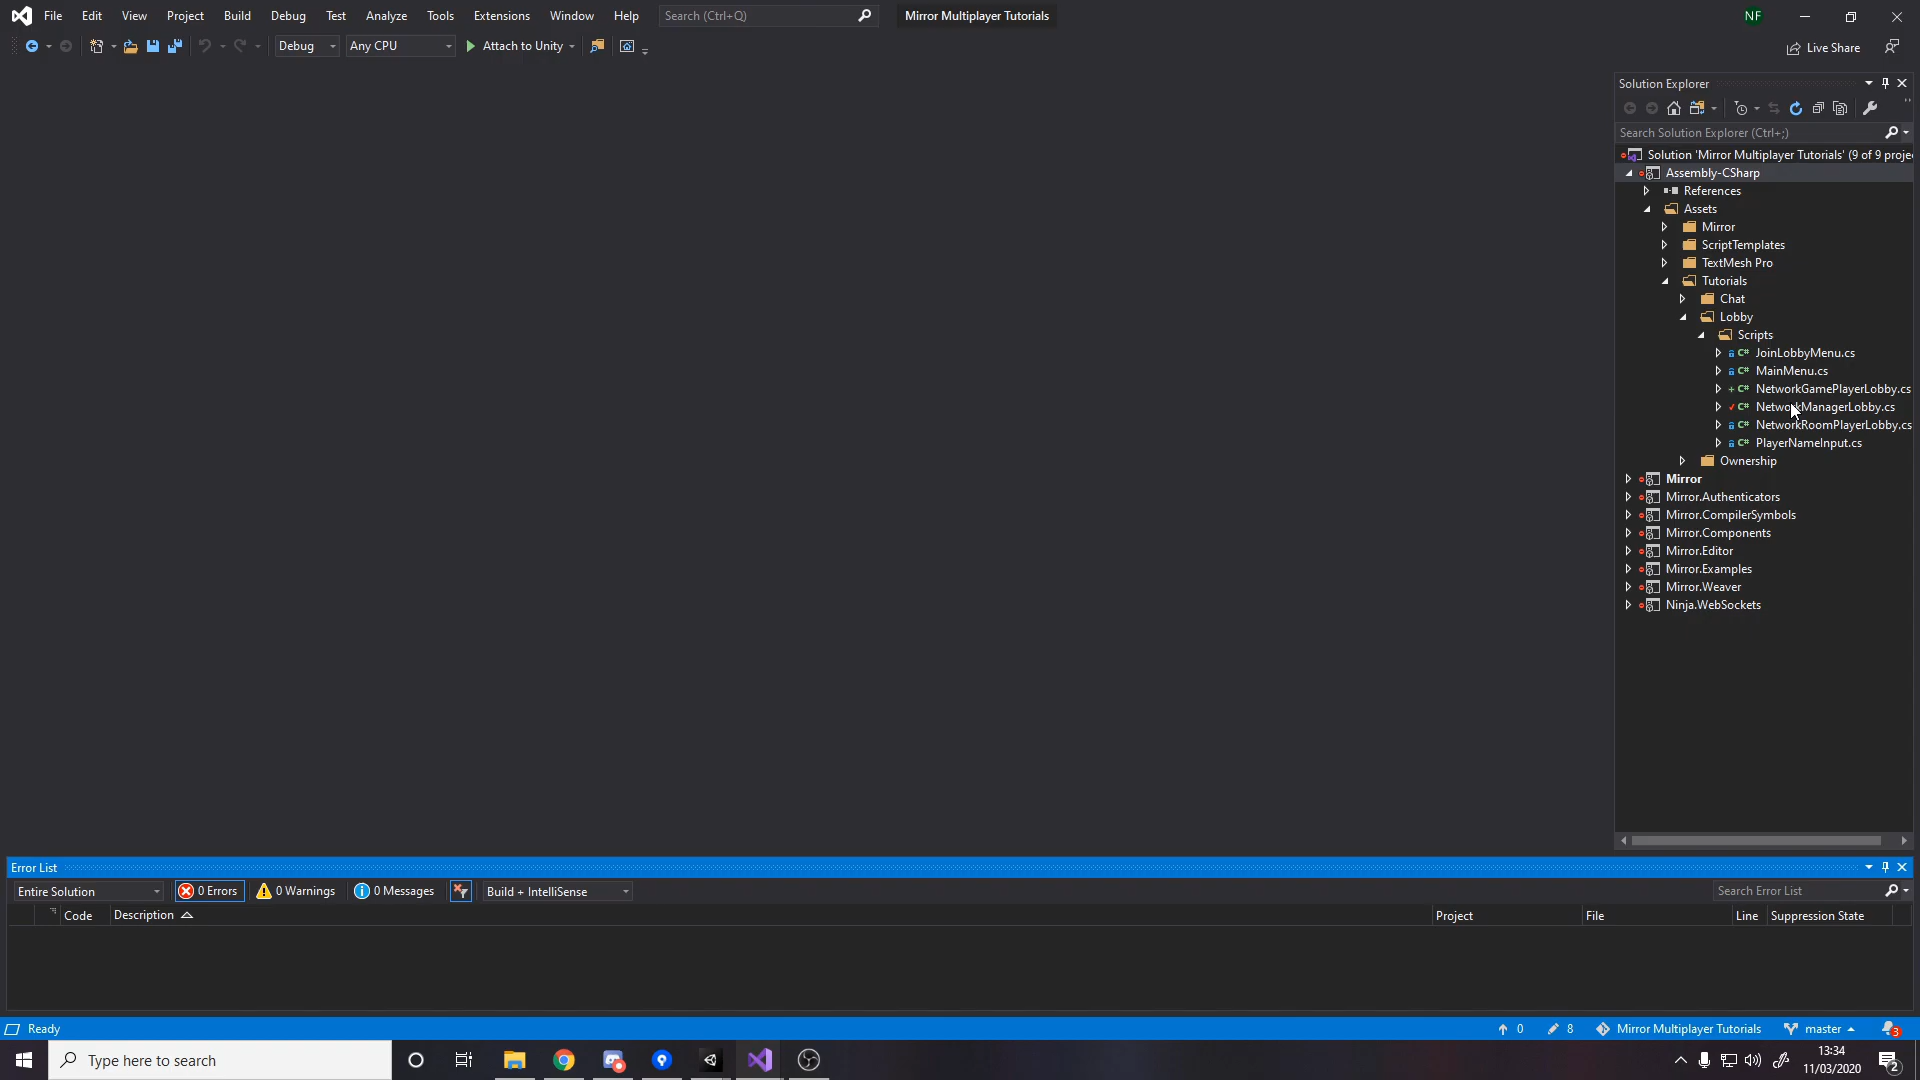 File Edit View Project Build Debug Test Analyze Tools Extensions Window Help Search (Ctrl+Q) Mirror Multiplayer Tutorials NF
Debug Any CPU Attach to Unity Live Share
Solution Explorer
Search Solution Explorer (Ctrl+;)
Solution 'Mirror Multiplayer Tutorials' (9 of 9 proje
Assembly-CSharp
References
Assets
Mirror
ScriptTemplates
TextMesh Pro
Tutorials
Chat
Lobby
Scripts
C# JoinLobbyMenu.cs
C# MainMenu.cs
C# NetworkGamePlayerLobby.cs
C# NetworkManagerLobby.cs
C# NetworkRoomPlayerLobby.cs
C# PlayerNameInput.cs
Ownership
Mirror
Mirror.Authenticators
Mirror.CompilerSymbols
Mirror.Components
Mirror.Editor
Mirror.Examples
Mirror.Weaver
Ninja.WebSockets
Error List
Entire Solution 0 Errors 0 Warnings 0 Messages Build + IntelliSense Search Error List
Code Description Project File Line Suppression State
Ready 0 8 Mirror Multiplayer Tutorials master 3
Type here to search 13:34
11/03/2020 2